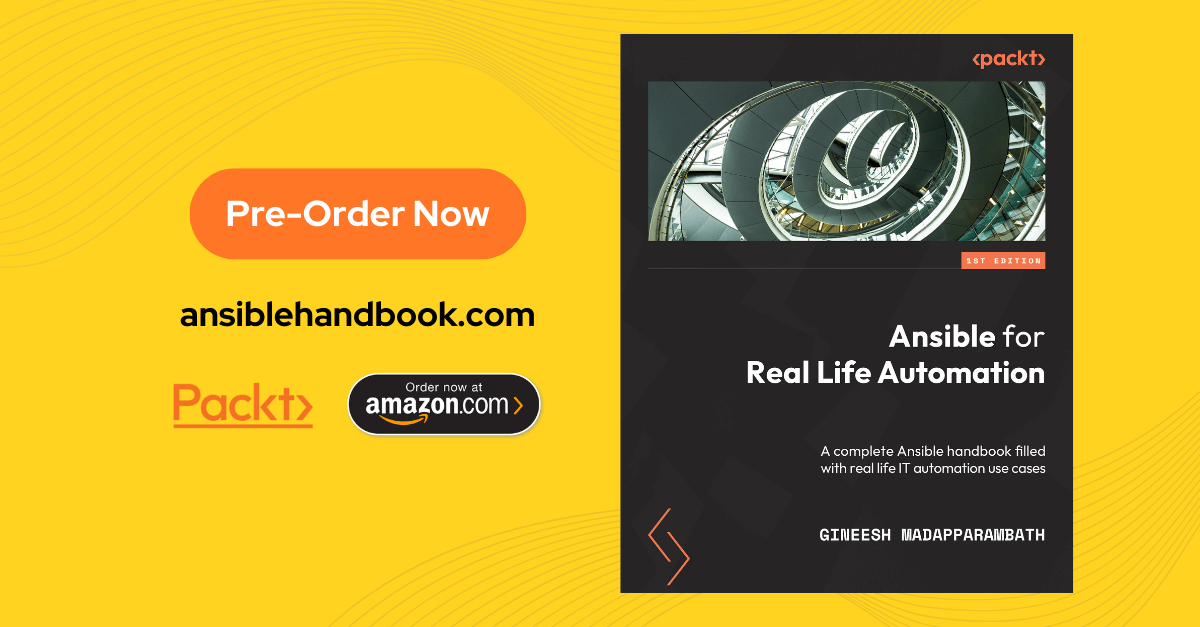 Pre-Order Now
ansiblehandbook.com
Packt>
Order now at
amazon.com
<packt>
1ST EDITION
Ansible for
Real Life Automation
A complete Ansible handbook filled
with real life IT automation use cases
GINEESH MADAPPARAMBATH